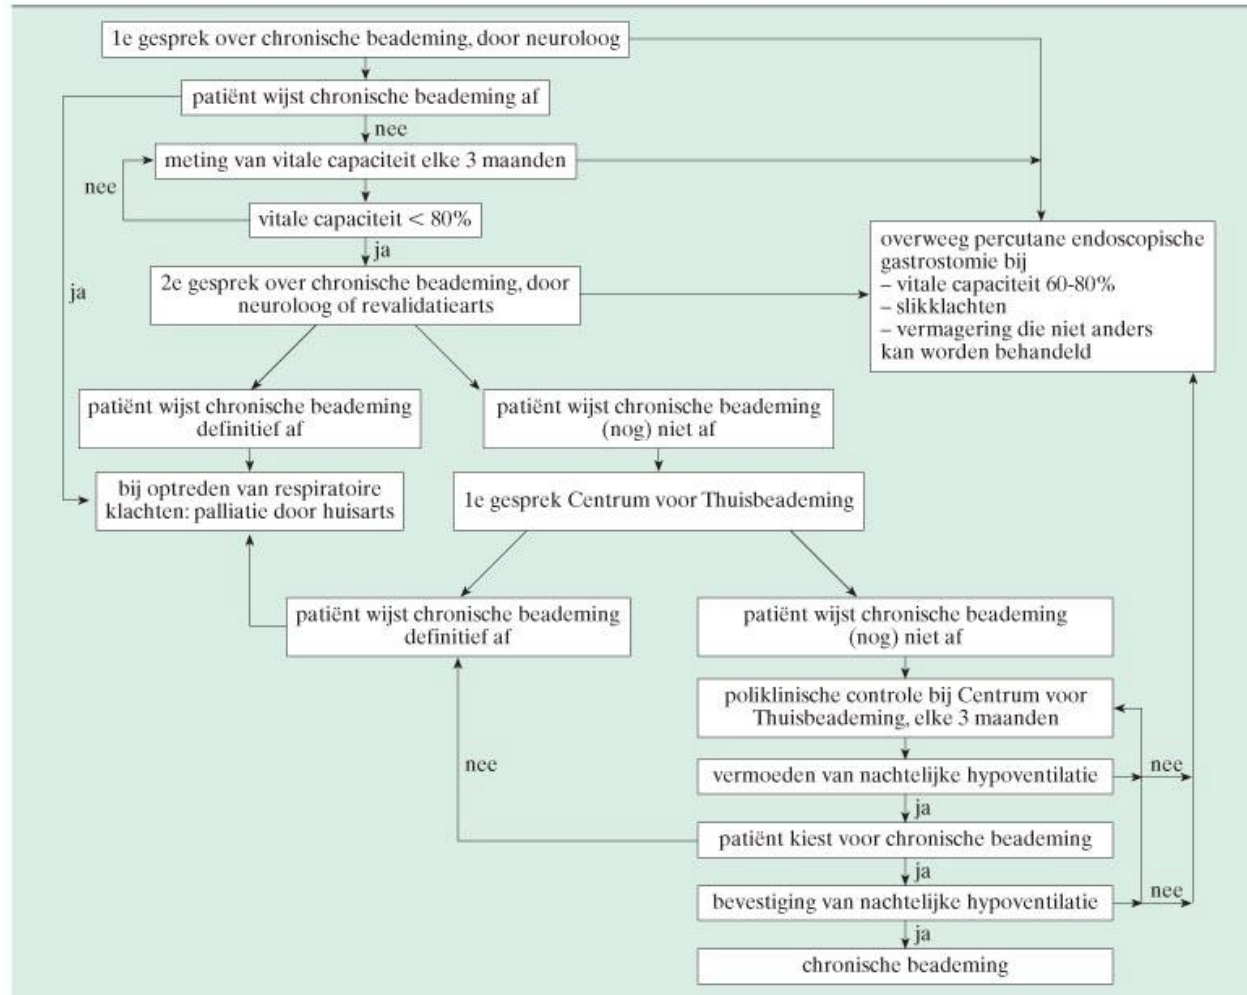 1e gesprek over chronische beademing, door neuroloog
patiënt wijst chronische beademing af
nee
meting van vitale capaciteit elke 3 maanden
nee
vitale capaciteit < 80%
ja
ja
2e gesprek over chronische beademing, door
neuroloog of revalidatiearts
overweeg percutane endoscopische
gastrostomie bij
– vitale capaciteit 60-80%
– slikklachten
– vermagering die niet anders
kan worden behandeld
patiënt wijst chronische beademing
definitief af
patiënt wijst chronische beademing
(nog) niet af
bij optreden van respiratoire
klachten: palliatie door huisarts
1e gesprek Centrum voor Thuisbeademing
patiënt wijst chronische beademing
definitief af
patiënt wijst chronische beademing
(nog) niet af
poliklinische controle bij Centrum voor
Thuisbeademing, elke 3 maanden
nee
vermoeden van nachtelijke hypoventilatie
nee
ja
patiënt kiest voor chronische beademing
ja
bevestiging van nachtelijke hypoventilatie
nee
ja
chronische beademing